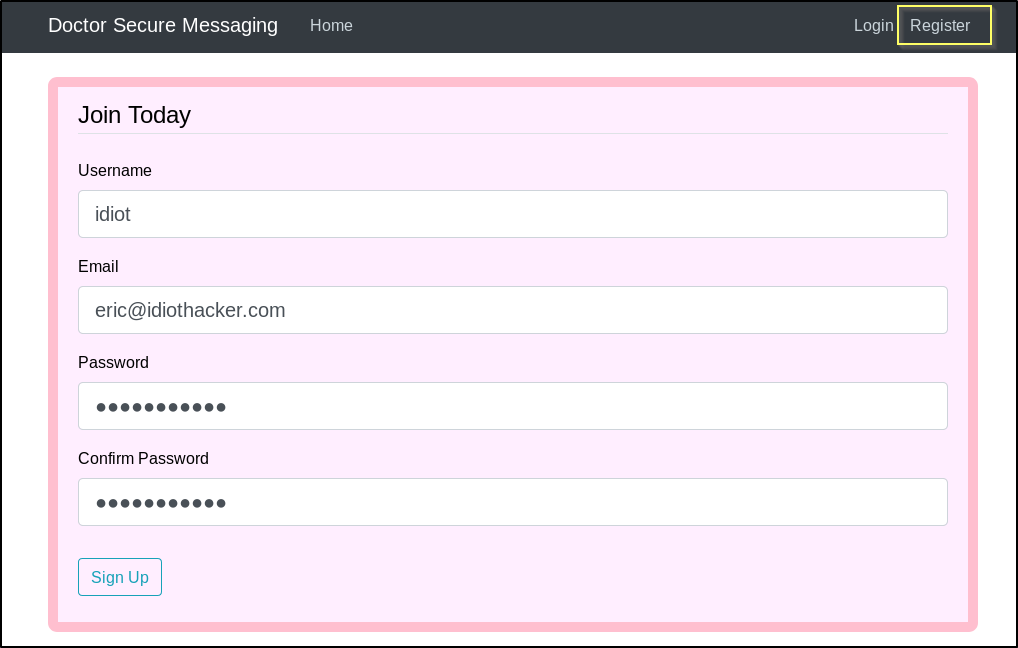 Doctor Secure Messaging Home Login Register
Join Today
Username
idiot
Email
eric@idiothacker.com
Password
●●●●●●●●●●●
Confirm Password
●●●●●●●●●●●
Sign Up